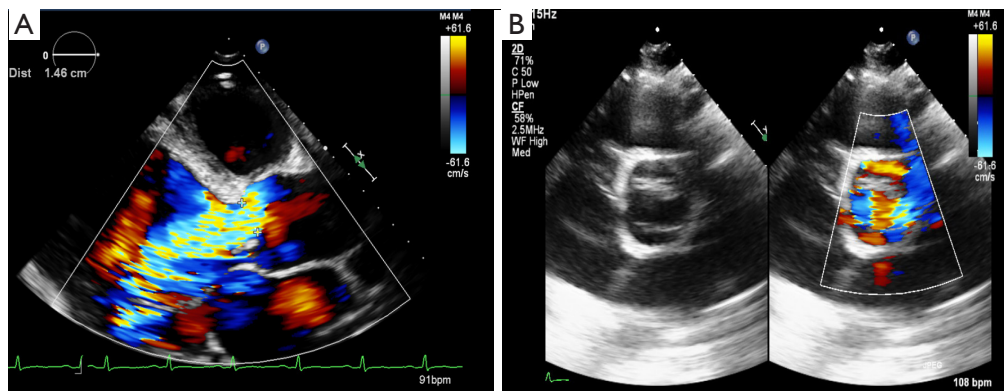 A
0
Dist 1.46 cm
P
M4 M4
+61.6
-61.6
cm/s
X
91bpm
B
15Hz
2D
71%
C 50
P Low
HPen
CF
58%
2.5MHz
WF High
Med
P
M4 M4
+61.6
-61.6
cm/s
108 bpm